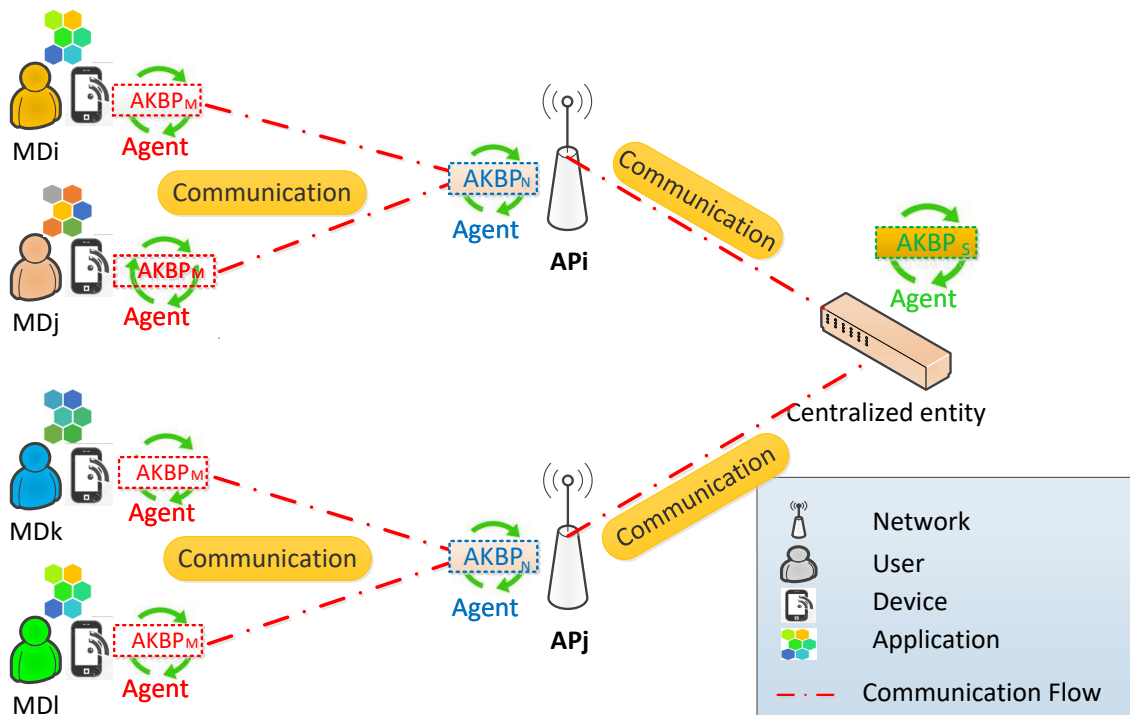 AKBPM
Agent
MDi
Communication
AKBPN
Agent
APi
Communication
AKBPM
Agent
MDj
AKBP S
Agent
Centralized entity
AKBPM
Agent
MDk
Communication
AKBPN
Agent
APj
Communication
AKBPM
Agent
MDl
Network
User
Device
Application
Communication Flow